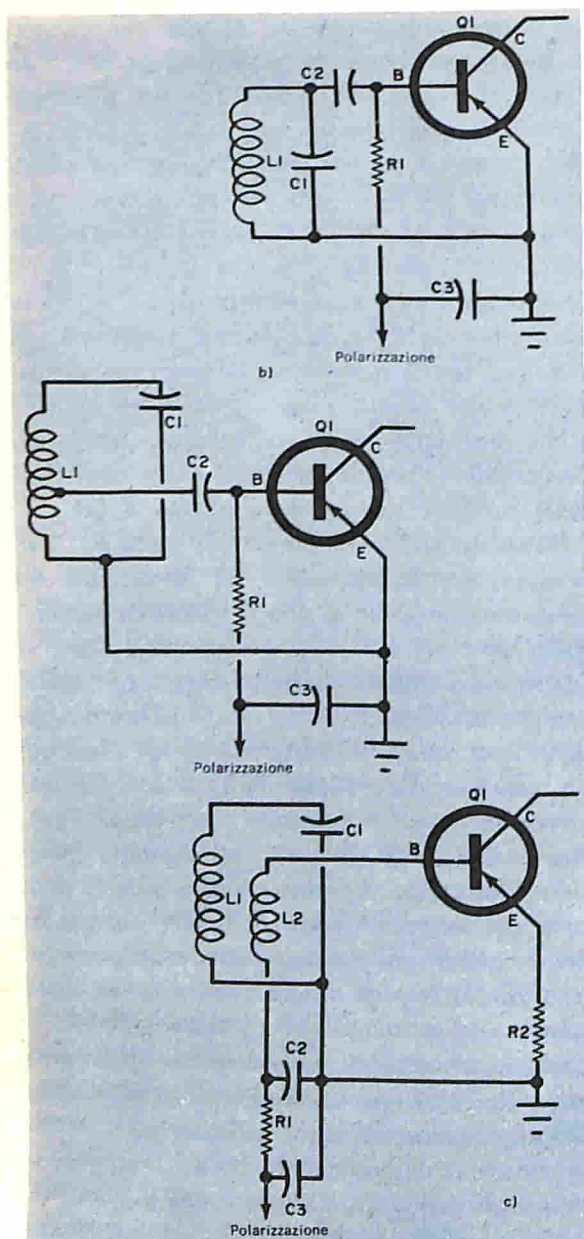 Q1
C
C2
B
E
L1
C1
R1
C3
Polarizzazione
b)
C1
Q1
C
L1
C2
B
E
R1
C3
Polarizzazione
Q1
C1
C
B
L1
L2
E
R2
C2
R1
C3
c)
Polarizzazione